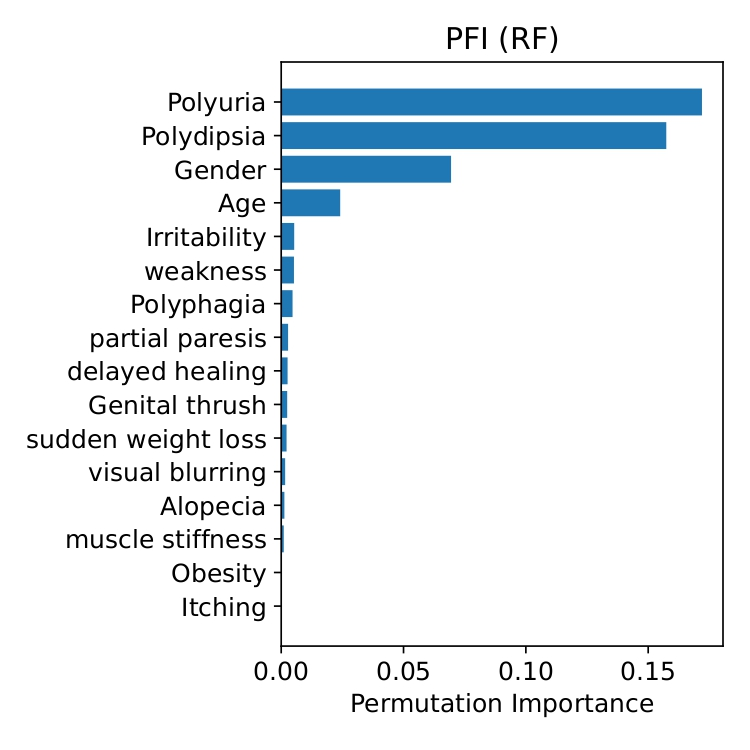 PFI (RF)
Polyuria
Polydipsia
Gender
Age
Irritability
weakness
Polyphagia
partial paresis
delayed healing
Genital thrush
sudden weight loss
visual blurring
Alopecia
muscle stiffness
Obesity
Itching
0.00 0.05 0.10 0.15
Permutation Importance